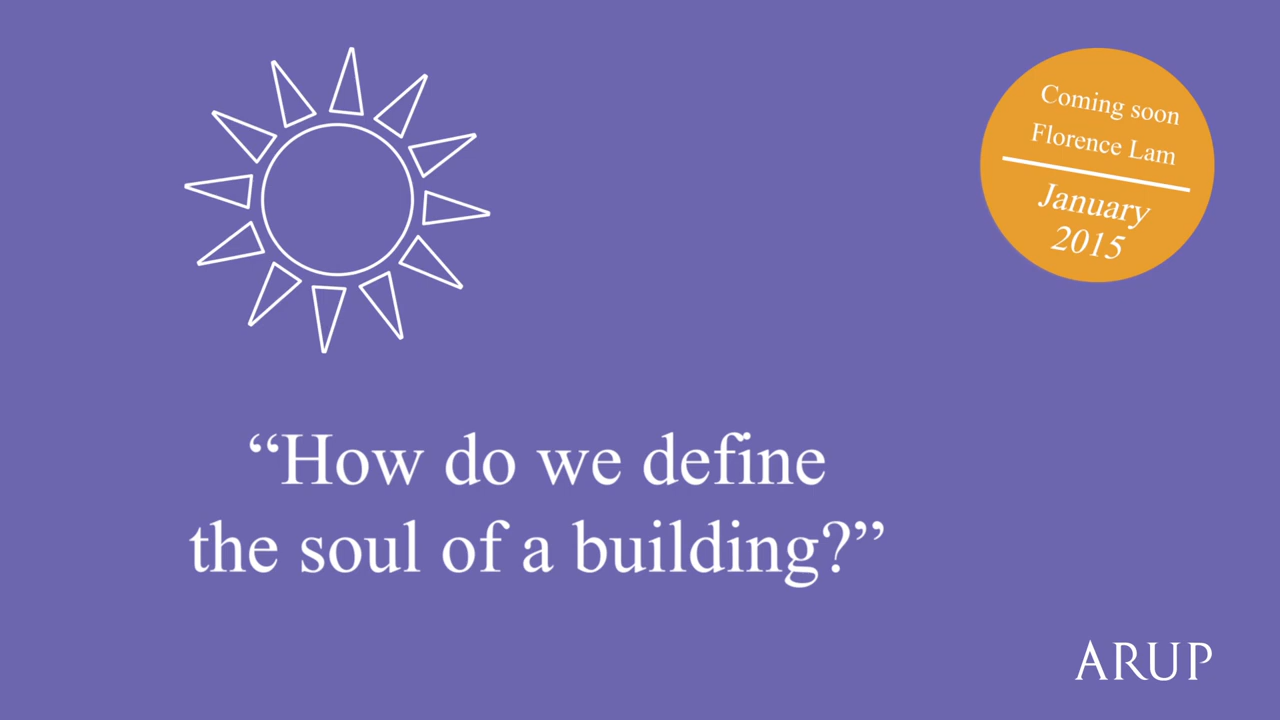 Coming soon
Florence Lam
January
2015
“How do we define
the soul of a building?”
ARUP